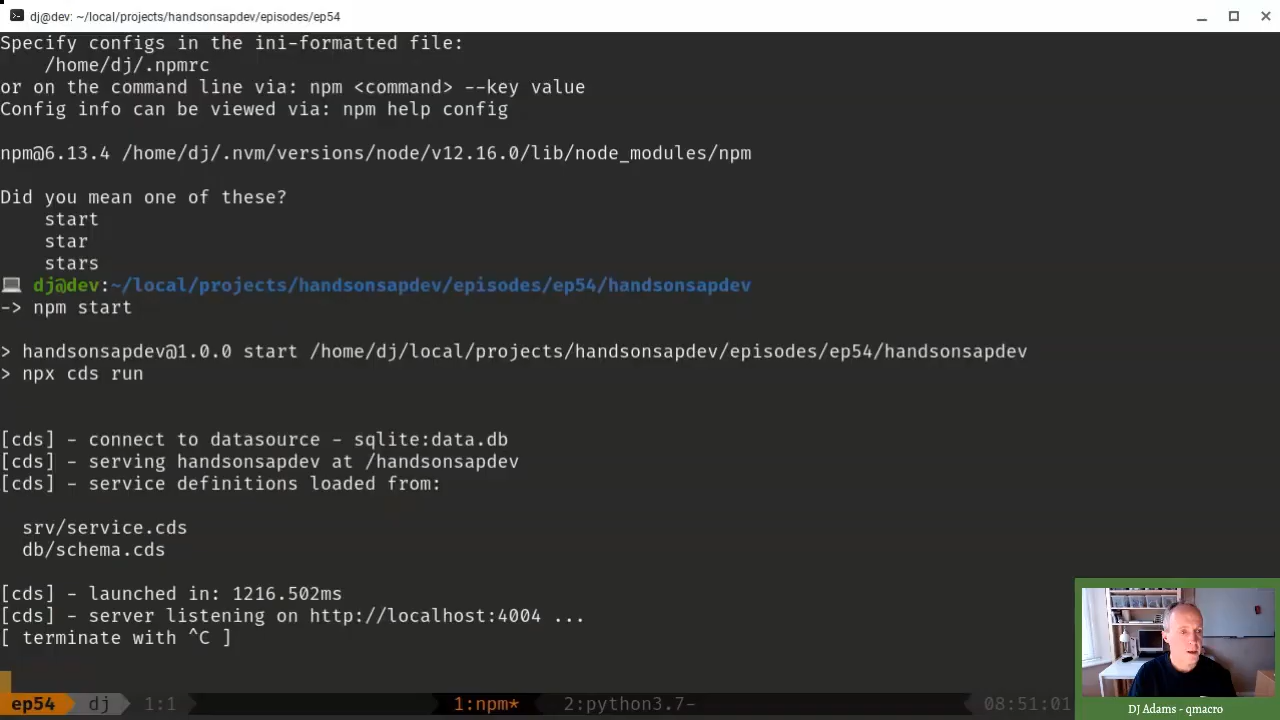 dj@dev: ~/local/projects/handsonsapdev/episodes/ep54
Specify configs in the ini-formatted file:
    /home/dj/.npmrc
or on the command line via: npm <command> --key value
Config info can be viewed via: npm help config
npm@6.13.4 /home/dj/.nvm/versions/node/v12.16.0/lib/node_modules/npm
Did you mean one of these?
    start
    star
    stars
dj@dev:~/local/projects/handsonsapdev/episodes/ep54/handsonsapdev
-> npm start
> handsonsapdev@1.0.0 start /home/dj/local/projects/handsonsapdev/episodes/ep54/handsonsapdev
> npx cds run
[cds] - connect to datasource - sqlite:data.db
[cds] - serving handsonsapdev at /handsonsapdev
[cds] - service definitions loaded from:
  srv/service.cds
  db/schema.cds
[cds] - launched in: 1216.502ms
[cds] - server listening on http://localhost:4004 ...
[ terminate with ^C ]
ep54 dj 1:1 1:npm* 2:python3.7- 08:51:01
DJ Adams - qmacro